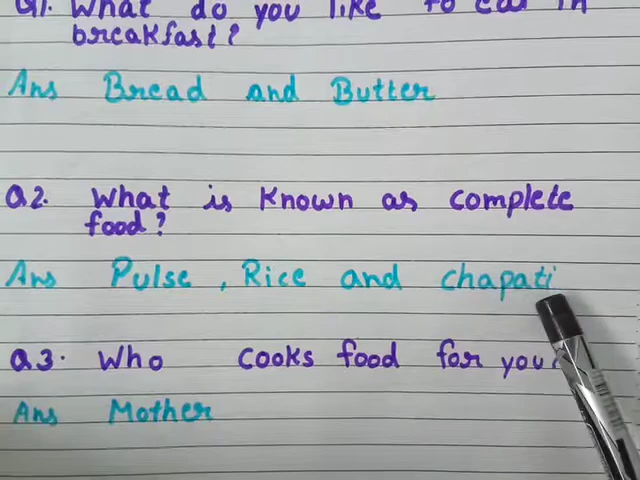 Q1. What do you like to eat in
breakfast?
Ans Bread and Butter
Q2. What is known as complete
food?
Ans Pulse, Rice and chapati
Q3. Who cooks food for you?
Ans Mother